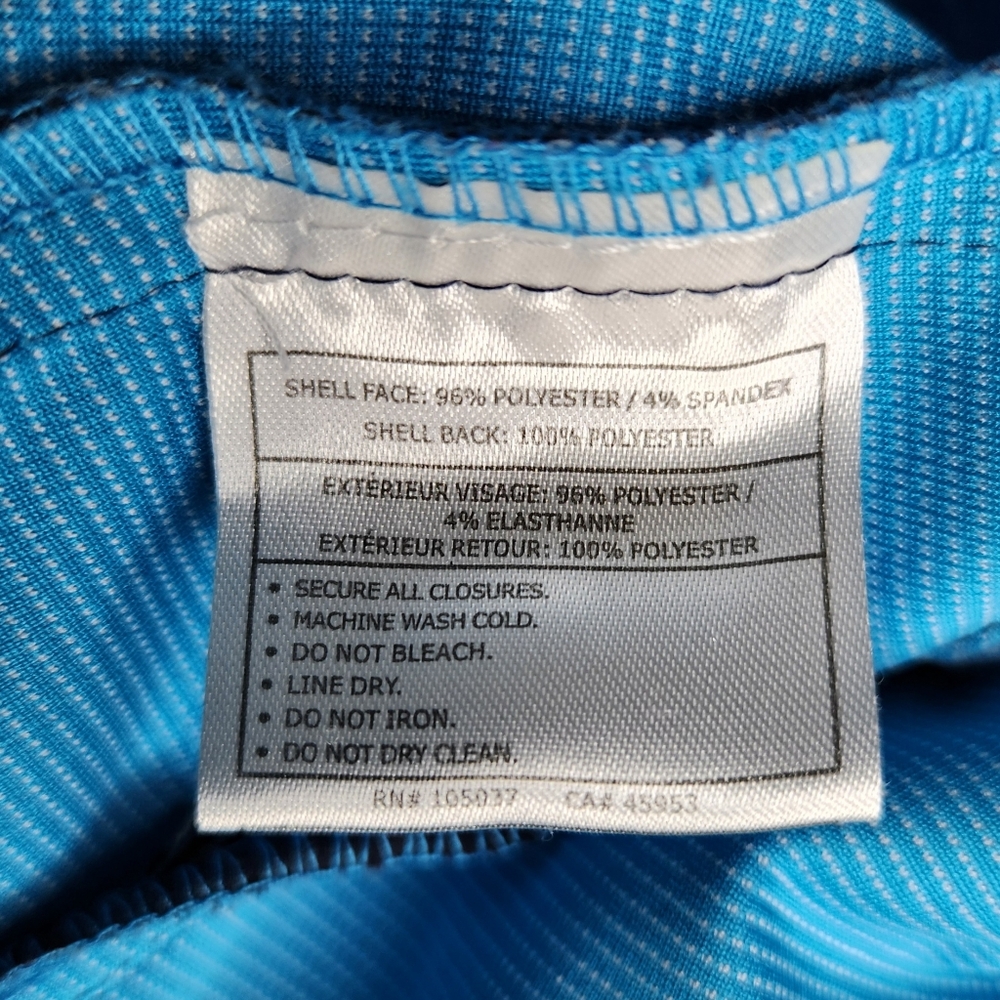 SHELL FACE: 96% POLYESTER / 4% SPANDEX
SHELL BACK: 100% POLYESTER
EXTÉRIEUR VISAGE: 96% POLYESTER /
4% ELASTHANNE
EXTÉRIEUR RETOUR: 100% POLYESTER
• SECURE ALL CLOSURES.
• MACHINE WASH COLD.
• DO NOT BLEACH.
• LINE DRY.
• DO NOT IRON.
• DO NOT DRY CLEAN.
RN# 105037 CA# 45953